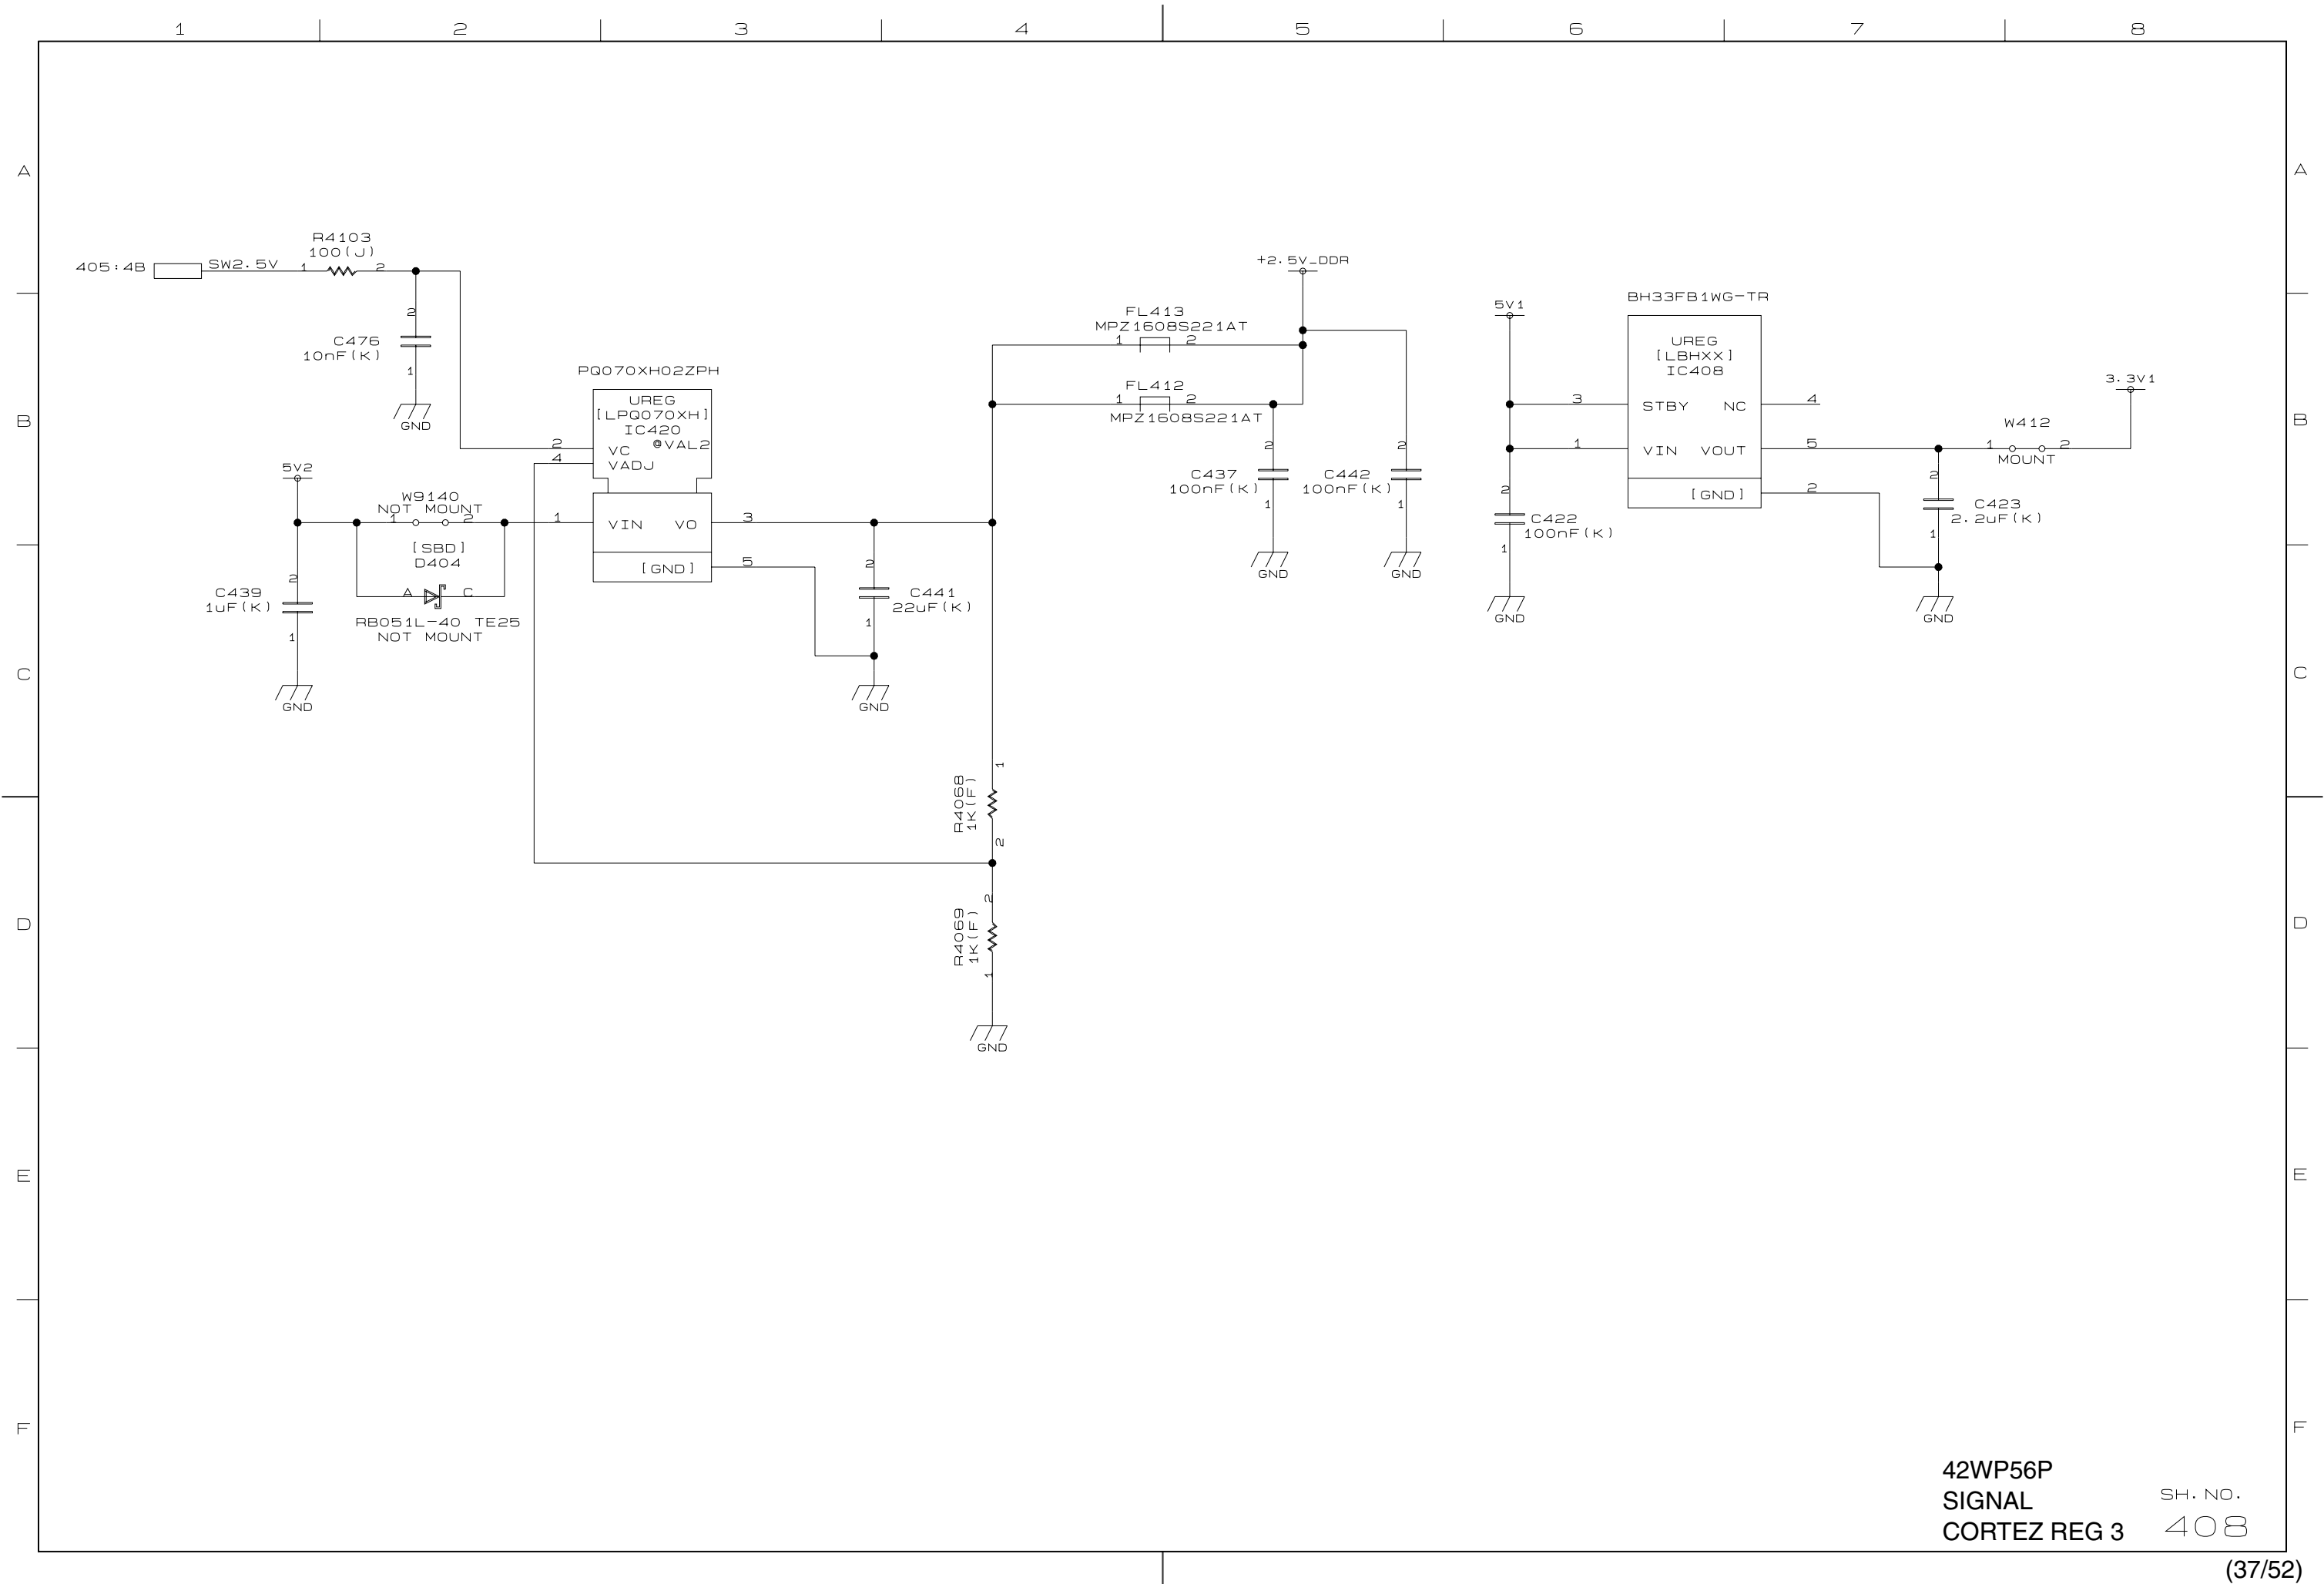 1 2 3 4 5 6 7 8
A A
R4103
100(J)
405:4B SW2.5V 1 2
2
C476
10nF(K)
1
GND
PQ070XH02ZPH
UREG
[LPQ070XH]
IC420
@VAL2
2 VC
4 VADJ
5V2
W9140
NOT MOUNT
1 2
1 VIN VO 3
[GND] 5
[SBD]
D404
A C
RB051L-40 TE25
NOT MOUNT
2
C439
1uF(K)
1
GND
2
C441
22uF(K)
1
GND
+2.5V_DDR
FL413
MPZ1608S221AT
1 2
FL412
1 2
MPZ1608S221AT
2 2
C437 C442
100nF(K) 100nF(K)
1 1
GND GND
5V1
BH33FB1WG-TR
UREG
[LBHXX]
IC408
3 STBY NC 4
1 VIN VOUT 5
[GND] 2
3.3V1
W412
1 2
MOUNT
2
C422
100nF(K)
1
GND
2
C423
2.2uF(K)
1
GND
B B
C C
1
R4068
1K(F)
2
2
R4069
1K(F)
1
GND
D D
E E
F F
42WP56P
SIGNAL
CORTEZ REG 3
SH.NO.
408
(37/52)